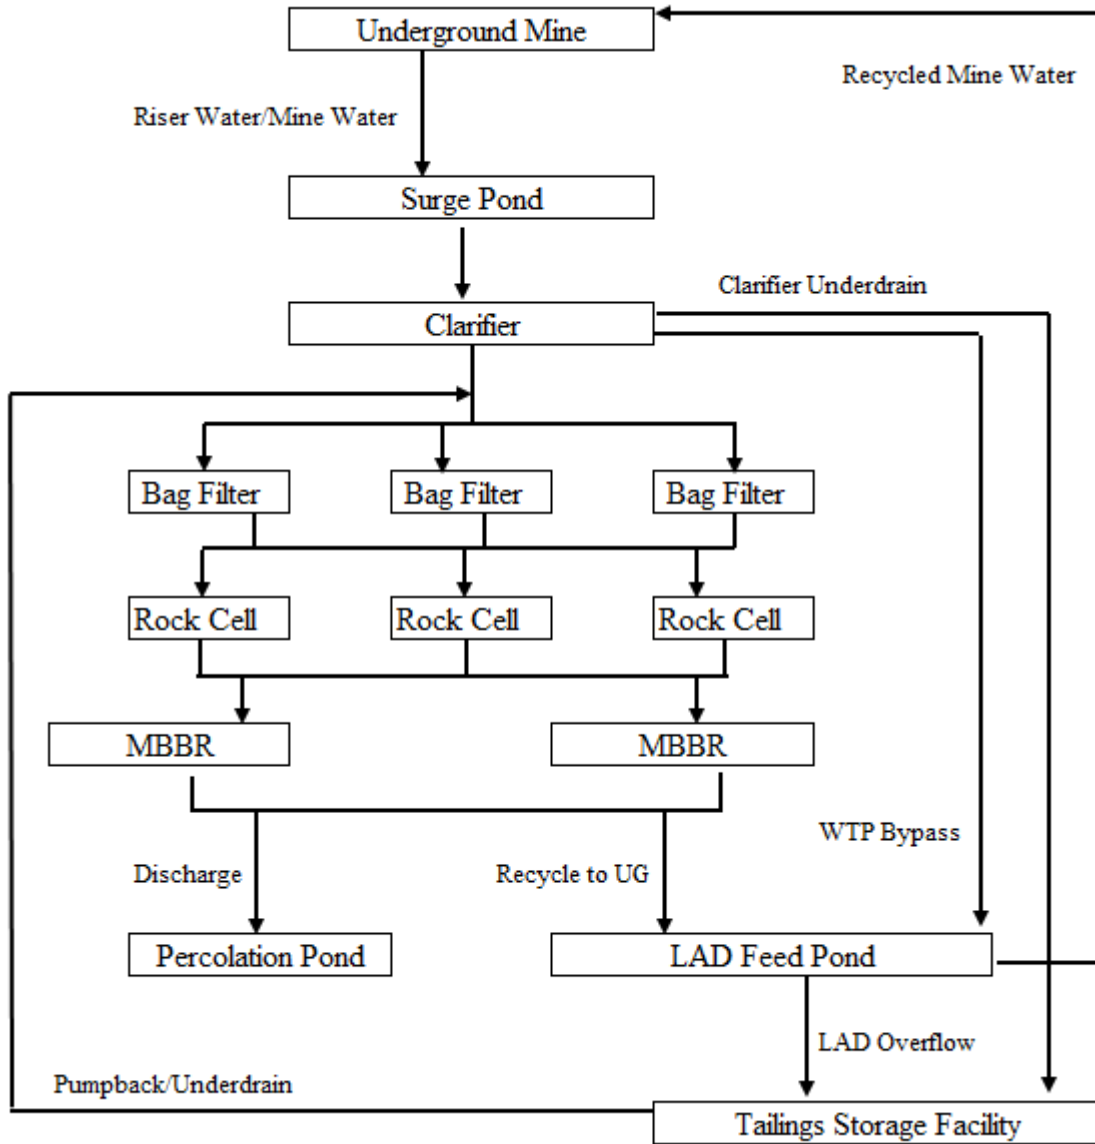 Underground Mine
Recycled Mine Water
Riser Water/Mine Water
Surge Pond
Clarifier Underdrain
Clarifier
Bag Filter
Bag Filter
Bag Filter
Rock Cell
Rock Cell
Rock Cell
MBBR
MBBR
WTP Bypass
Discharge
Recycle to UG
Percolation Pond
LAD Feed Pond
LAD Overflow
Pumpback/Underdrain
Tailings Storage Facility